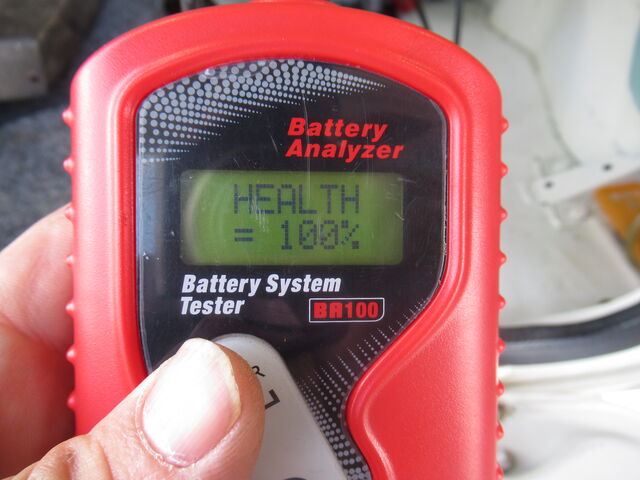 Battery
Analyzer
HEALTH
= 100%
Battery System
Tester
BA100
R